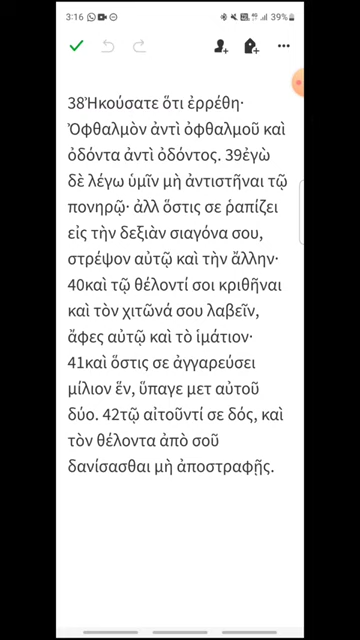 3:16 39%
38Ἠκούσατε ὅτι ἐρρέθη·
Ὀφθαλμὸν ἀντὶ ὀφθαλμοῦ καὶ
ὀδόντα ἀντὶ ὀδόντος. 39ἐγὼ
δὲ λέγω ὑμῖν μὴ ἀντιστῆναι τῷ
πονηρῷ· ἀλλ ὅστις σε ῥαπίζει
εἰς τὴν δεξιὰν σιαγόνα σου,
στρέψον αὐτῷ καὶ τὴν ἄλλην·
40καὶ τῷ θέλοντί σοι κριθῆναι
καὶ τὸν χιτῶνά σου λαβεῖν,
ἄφες αὐτῷ καὶ τὸ ἱμάτιον·
41καὶ ὅστις σε ἀγγαρεύσει
μίλιον ἕν, ὕπαγε μετ αὐτοῦ
δύο. 42τῷ αἰτοῦντί σε δός, καὶ
τὸν θέλοντα ἀπὸ σοῦ
δανίσασθαι μὴ ἀποστραφῇς.